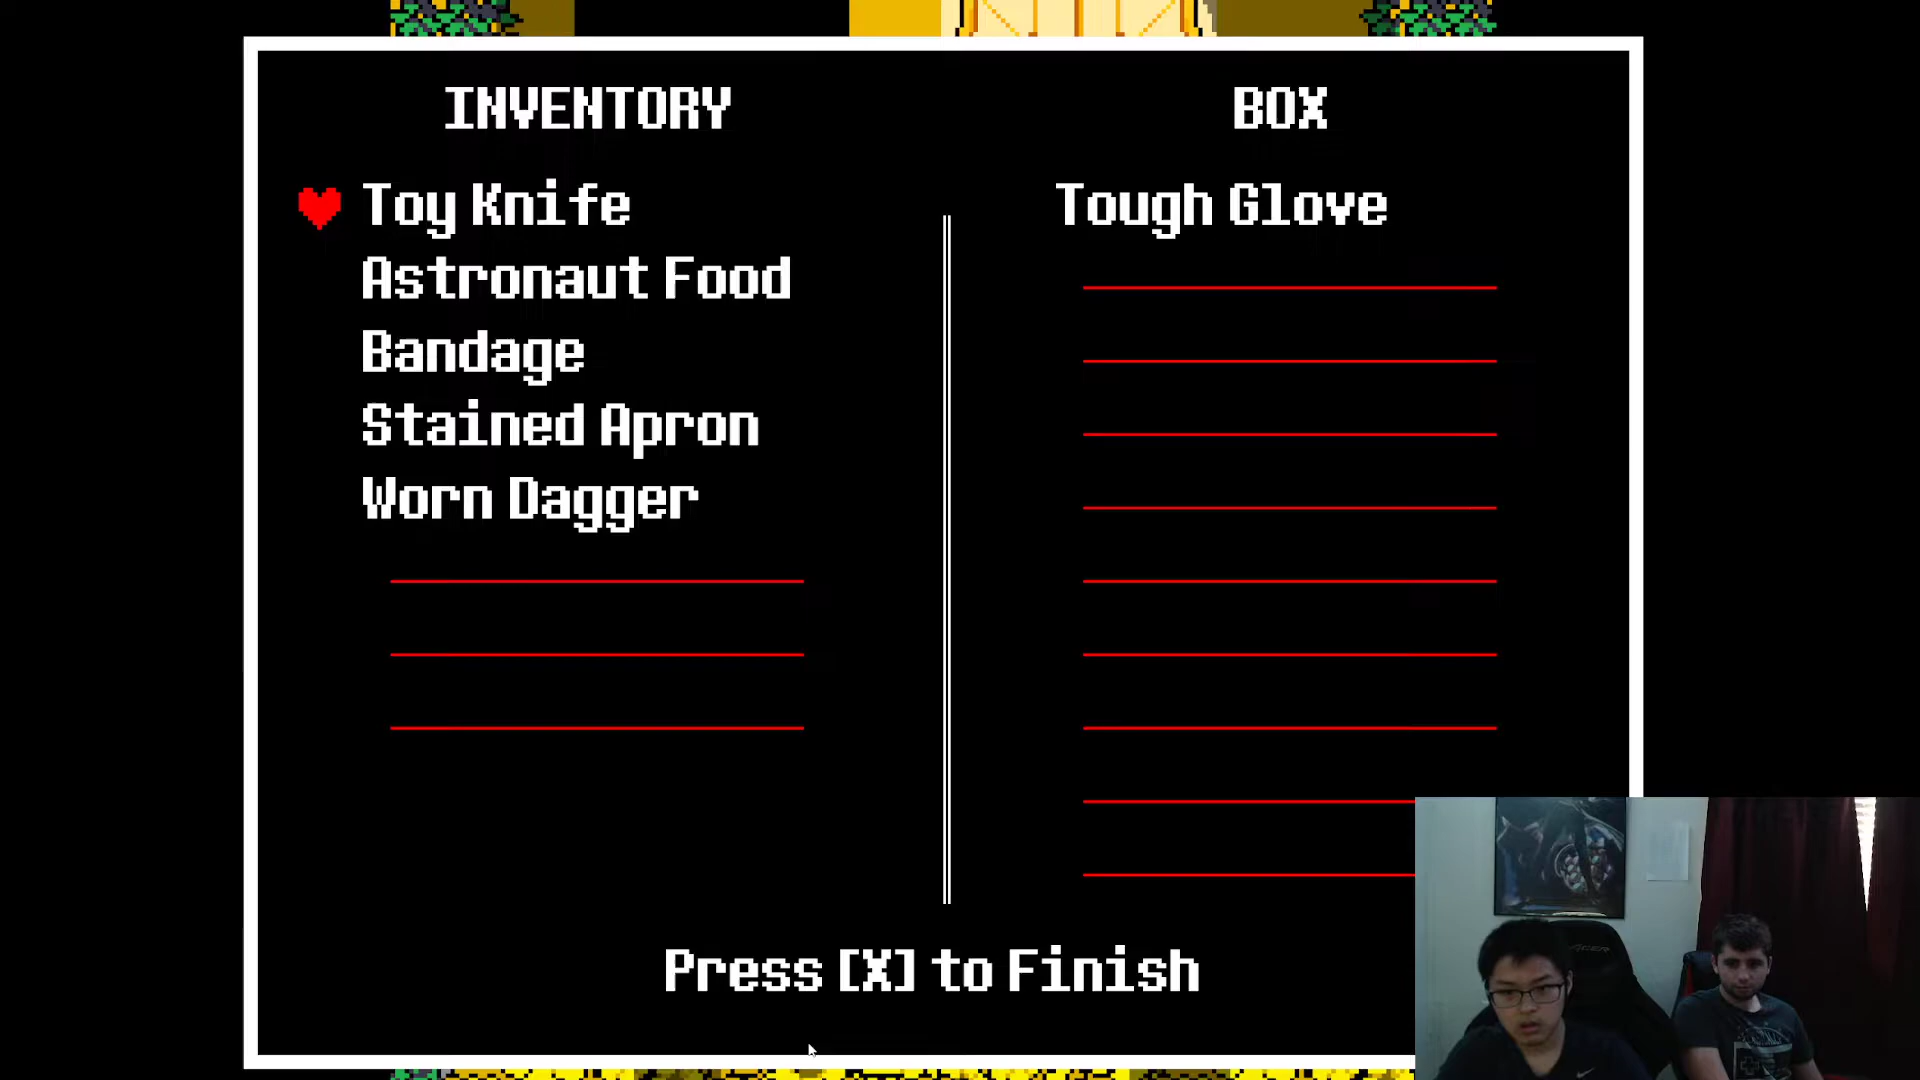 INVENTORY
BOX
Toy Knife
Tough Glove
Astronaut Food
Bandage
Stained Apron
Worn Dagger
Press [X] to Finish